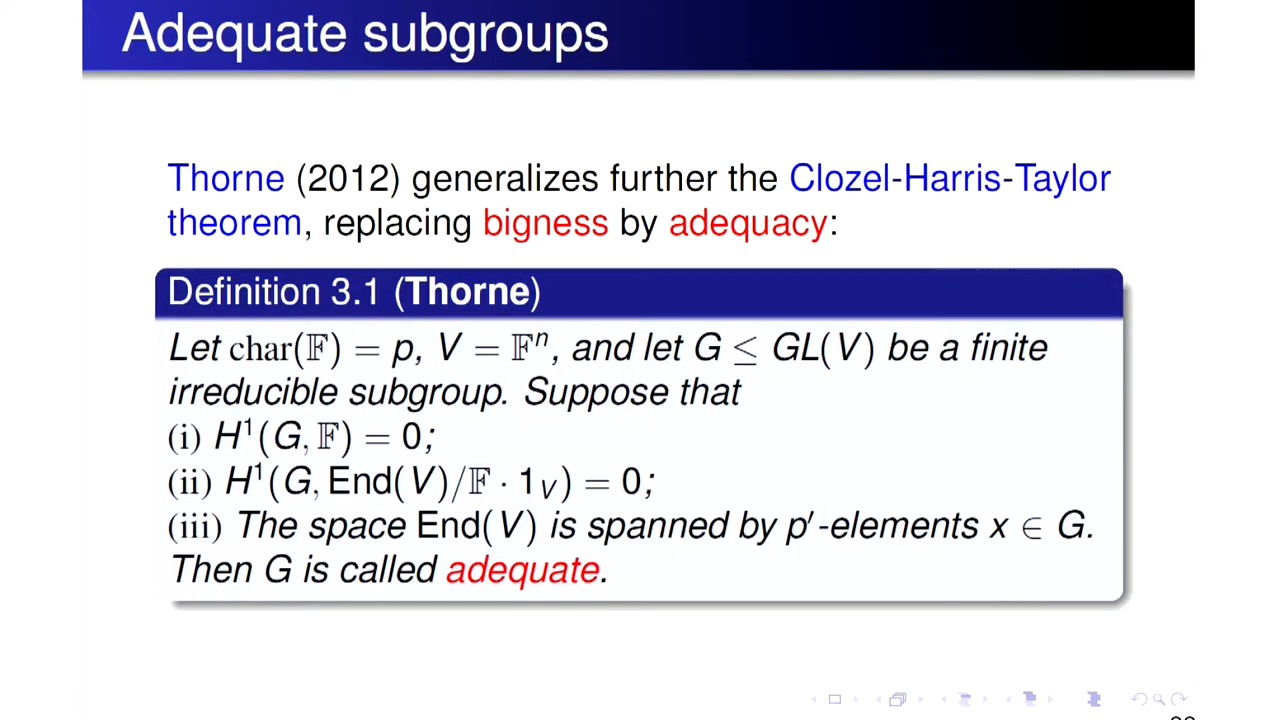 Adequate subgroups
Thorne (2012) generalizes further the Clozel-Harris-Taylor
theorem, replacing bigness by adequacy:
Definition 3.1 (Thorne)
Let char(𝔽) = p, V = 𝔽ⁿ, and let G ≤ GL(V) be a finite
irreducible subgroup. Suppose that
(i) H¹(G, 𝔽) = 0;
(ii) H¹(G, End(V)/𝔽 · 1_V) = 0;
(iii) The space End(V) is spanned by p′-elements x ∈ G.
Then G is called adequate.